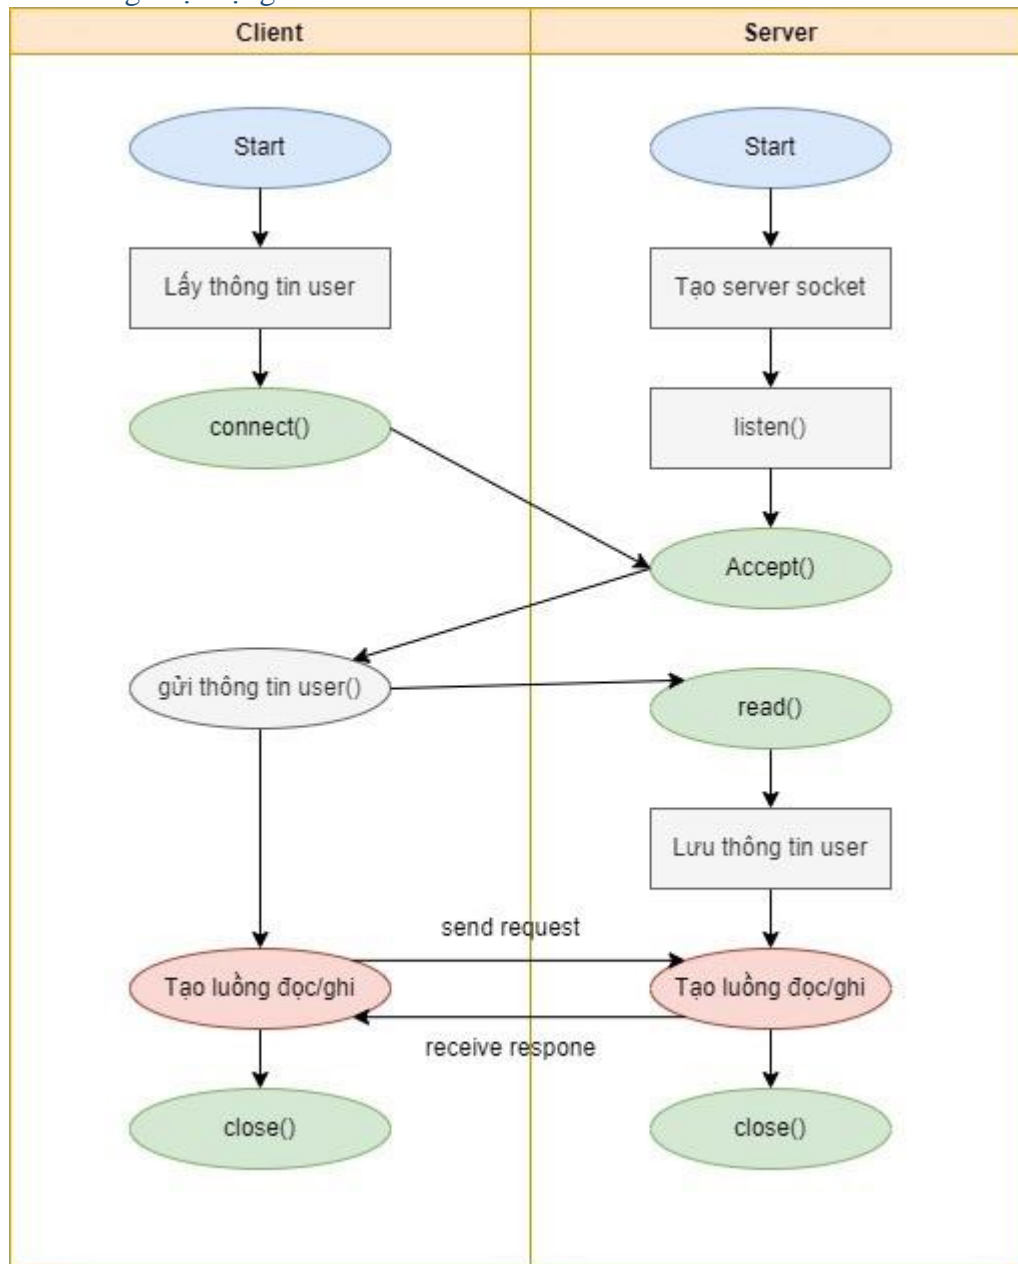 Client
Server
Start
Start
Lấy thông tin user
Tạo server socket
connect()
listen()
Accept()
gửi thông tin user()
read()
Lưu thông tin user
send request
Tạo luồng đọc/ghi
Tạo luồng đọc/ghi
receive respone
close()
close()